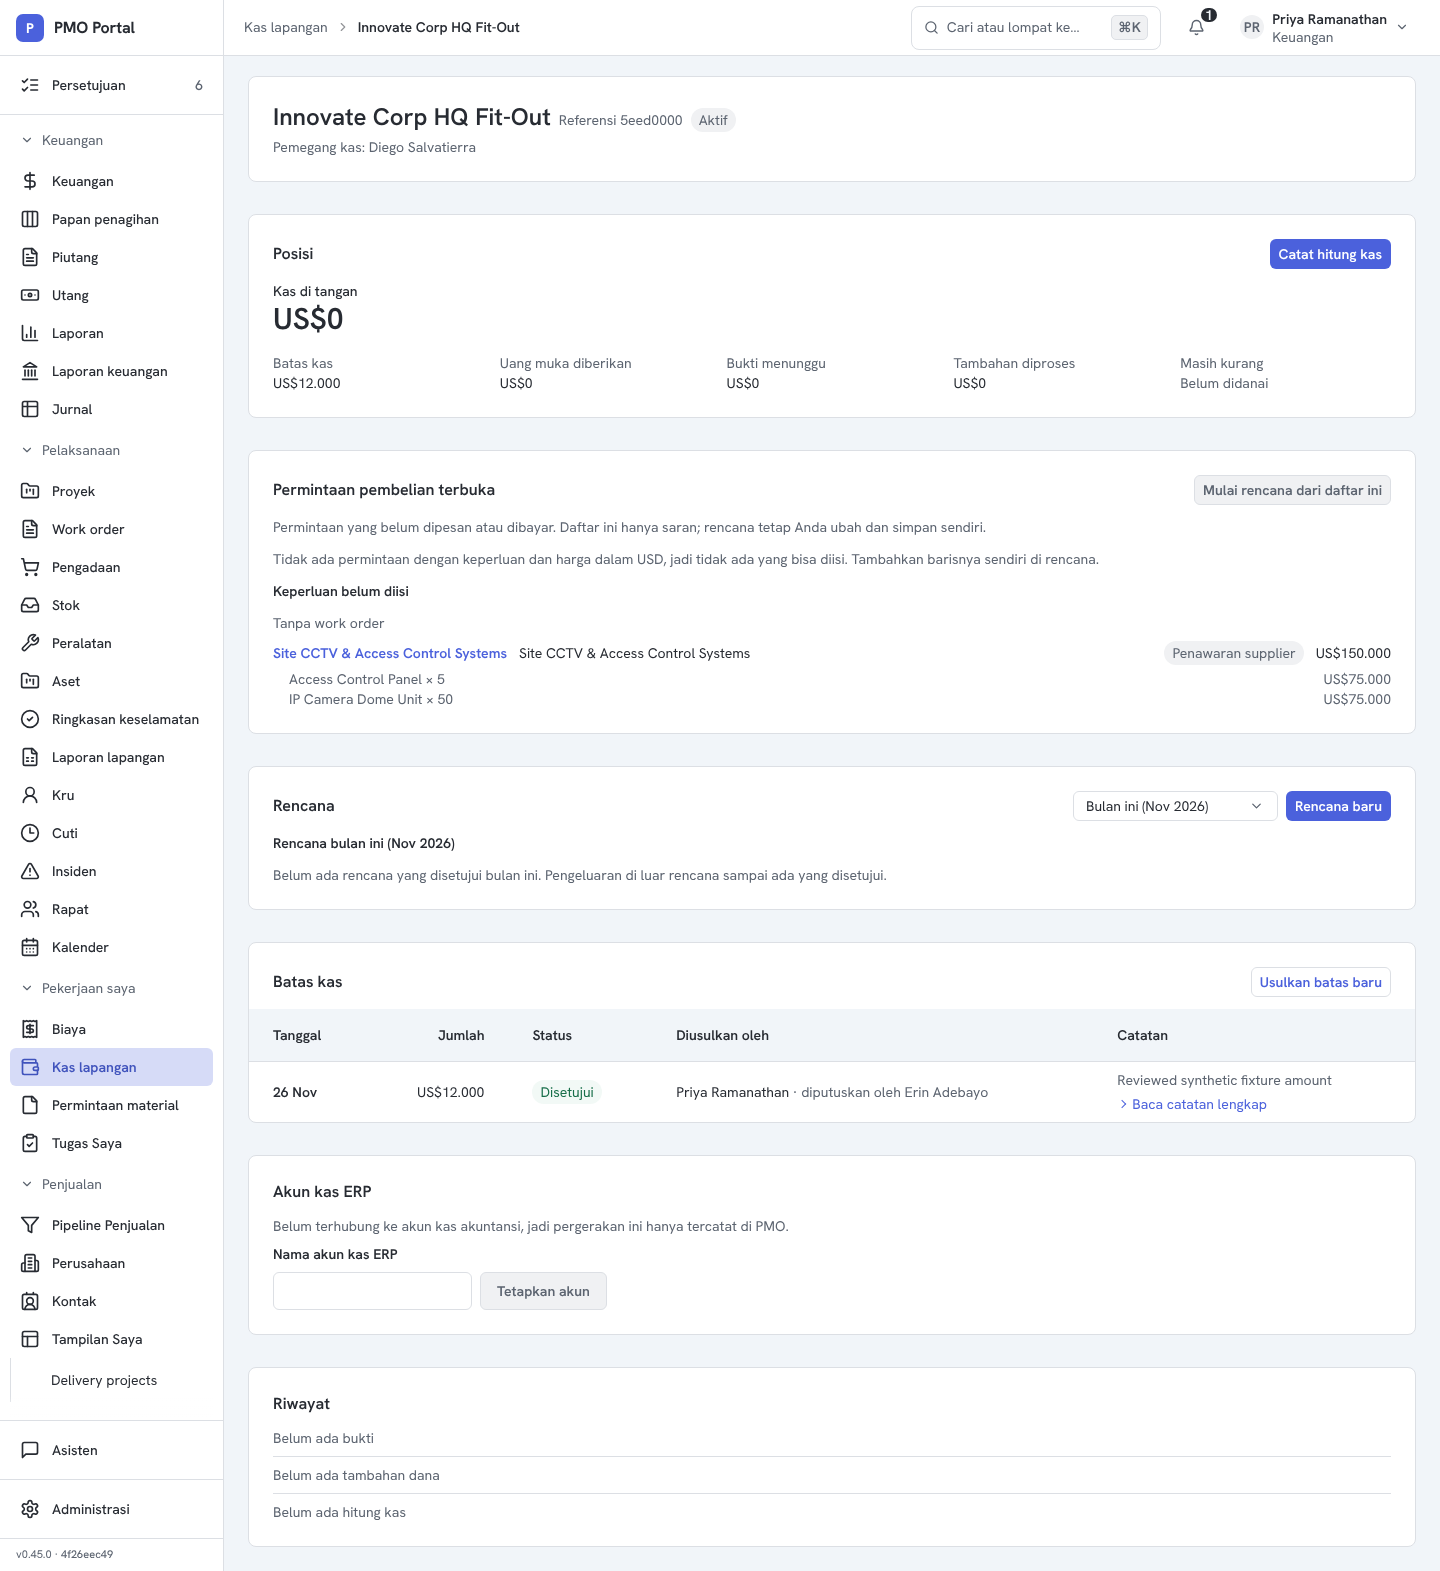 P PMO Portal
Persetujuan 6
Keuangan
Keuangan
Papan penagihan
Piutang
Utang
Laporan
Laporan keuangan
Jurnal
Pelaksanaan
Proyek
Work order
Pengadaan
Stok
Peralatan
Aset
Ringkasan keselamatan
Laporan lapangan
Kru
Cuti
Insiden
Rapat
Kalender
Pekerjaan saya
Biaya
Kas lapangan
Permintaan material
Tugas Saya
Penjualan
Pipeline Penjualan
Perusahaan
Kontak
Tampilan Saya
Delivery projects
Asisten
Administrasi
v0.45.0 · 4f26eec49
Kas lapangan > Innovate Corp HQ Fit-Out
Cari atau lompat ke... ⌘K
1
PR Priya Ramanathan
Keuangan
Innovate Corp HQ Fit-Out Referensi 5eed0000 Aktif
Pemegang kas: Diego Salvatierra
Posisi Catat hitung kas
Kas di tangan
US$0
Batas kas Uang muka diberikan Bukti menunggu Tambahan diproses Masih kurang
US$12.000 US$0 US$0 US$0 Belum didanai
Permintaan pembelian terbuka Mulai rencana dari daftar ini
Permintaan yang belum dipesan atau dibayar. Daftar ini hanya saran; rencana tetap Anda ubah dan simpan sendiri.
Tidak ada permintaan dengan keperluan dan harga dalam USD, jadi tidak ada yang bisa diisi. Tambahkan barisnya sendiri di rencana.
Keperluan belum diisi
Tanpa work order
Site CCTV & Access Control Systems Site CCTV & Access Control Systems Penawaran supplier US$150.000
Access Control Panel × 5 US$75.000
IP Camera Dome Unit × 50 US$75.000
Rencana Bulan ini (Nov 2026) Rencana baru
Rencana bulan ini (Nov 2026)
Belum ada rencana yang disetujui bulan ini. Pengeluaran di luar rencana sampai ada yang disetujui.
Batas kas Usulkan batas baru
Tanggal Jumlah Status Diusulkan oleh Catatan
26 Nov US$12.000 Disetujui Priya Ramanathan · diputuskan oleh Erin Adebayo Reviewed synthetic fixture amount
> Baca catatan lengkap
Akun kas ERP
Belum terhubung ke akun kas akuntansi, jadi pergerakan ini hanya tercatat di PMO.
Nama akun kas ERP
Tetapkan akun
Riwayat
Belum ada bukti
Belum ada tambahan dana
Belum ada hitung kas